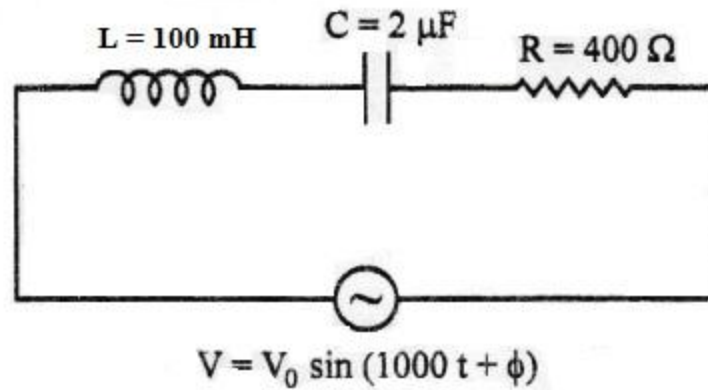 L = 100 mH
C = 2 μF
R = 400 Ω
V = V₀ sin (1000 t + ϕ)